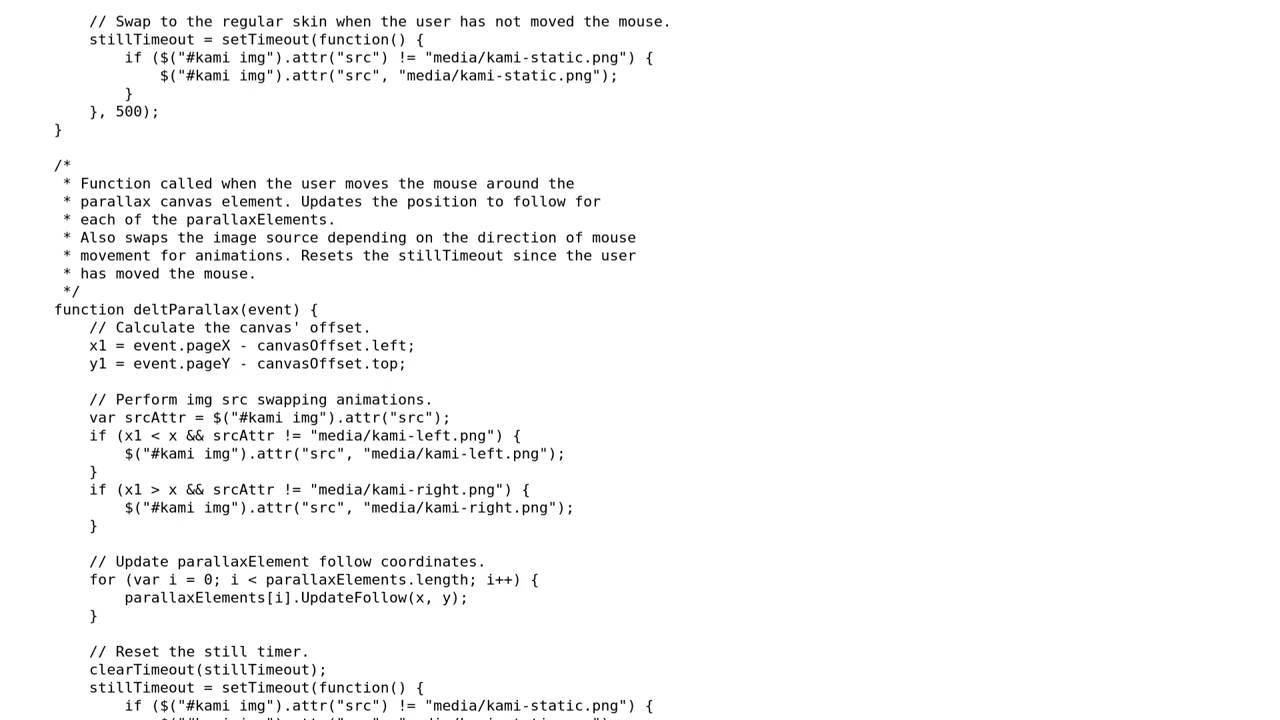 // Swap to the regular skin when the user has not moved the mouse.
stillTimeout = setTimeout(function() {
if ($("#kami img").attr("src") != "media/kami-static.png") {
$("#kami img").attr("src", "media/kami-static.png");
}
}, 500);
}
/*
* Function called when the user moves the mouse around the
* parallax canvas element. Updates the position to follow for
* each of the parallaxElements.
* Also swaps the image source depending on the direction of mouse
* movement for animations. Resets the stillTimeout since the user
* has moved the mouse.
*/
function deltParallax(event) {
// Calculate the canvas' offset.
x1 = event.pageX - canvasOffset.left;
y1 = event.pageY - canvasOffset.top;
// Perform img src swapping animations.
var srcAttr = $("#kami img").attr("src");
if (x1 < x && srcAttr != "media/kami-left.png") {
$("#kami img").attr("src", "media/kami-left.png");
}
if (x1 > x && srcAttr != "media/kami-right.png") {
$("#kami img").attr("src", "media/kami-right.png");
}
// Update parallaxElement follow coordinates.
for (var i = 0; i < parallaxElements.length; i++) {
parallaxElements[i].UpdateFollow(x, y);
}
// Reset the still timer.
clearTimeout(stillTimeout);
stillTimeout = setTimeout(function() {
if ($("#kami img").attr("src") != "media/kami-static.png") {